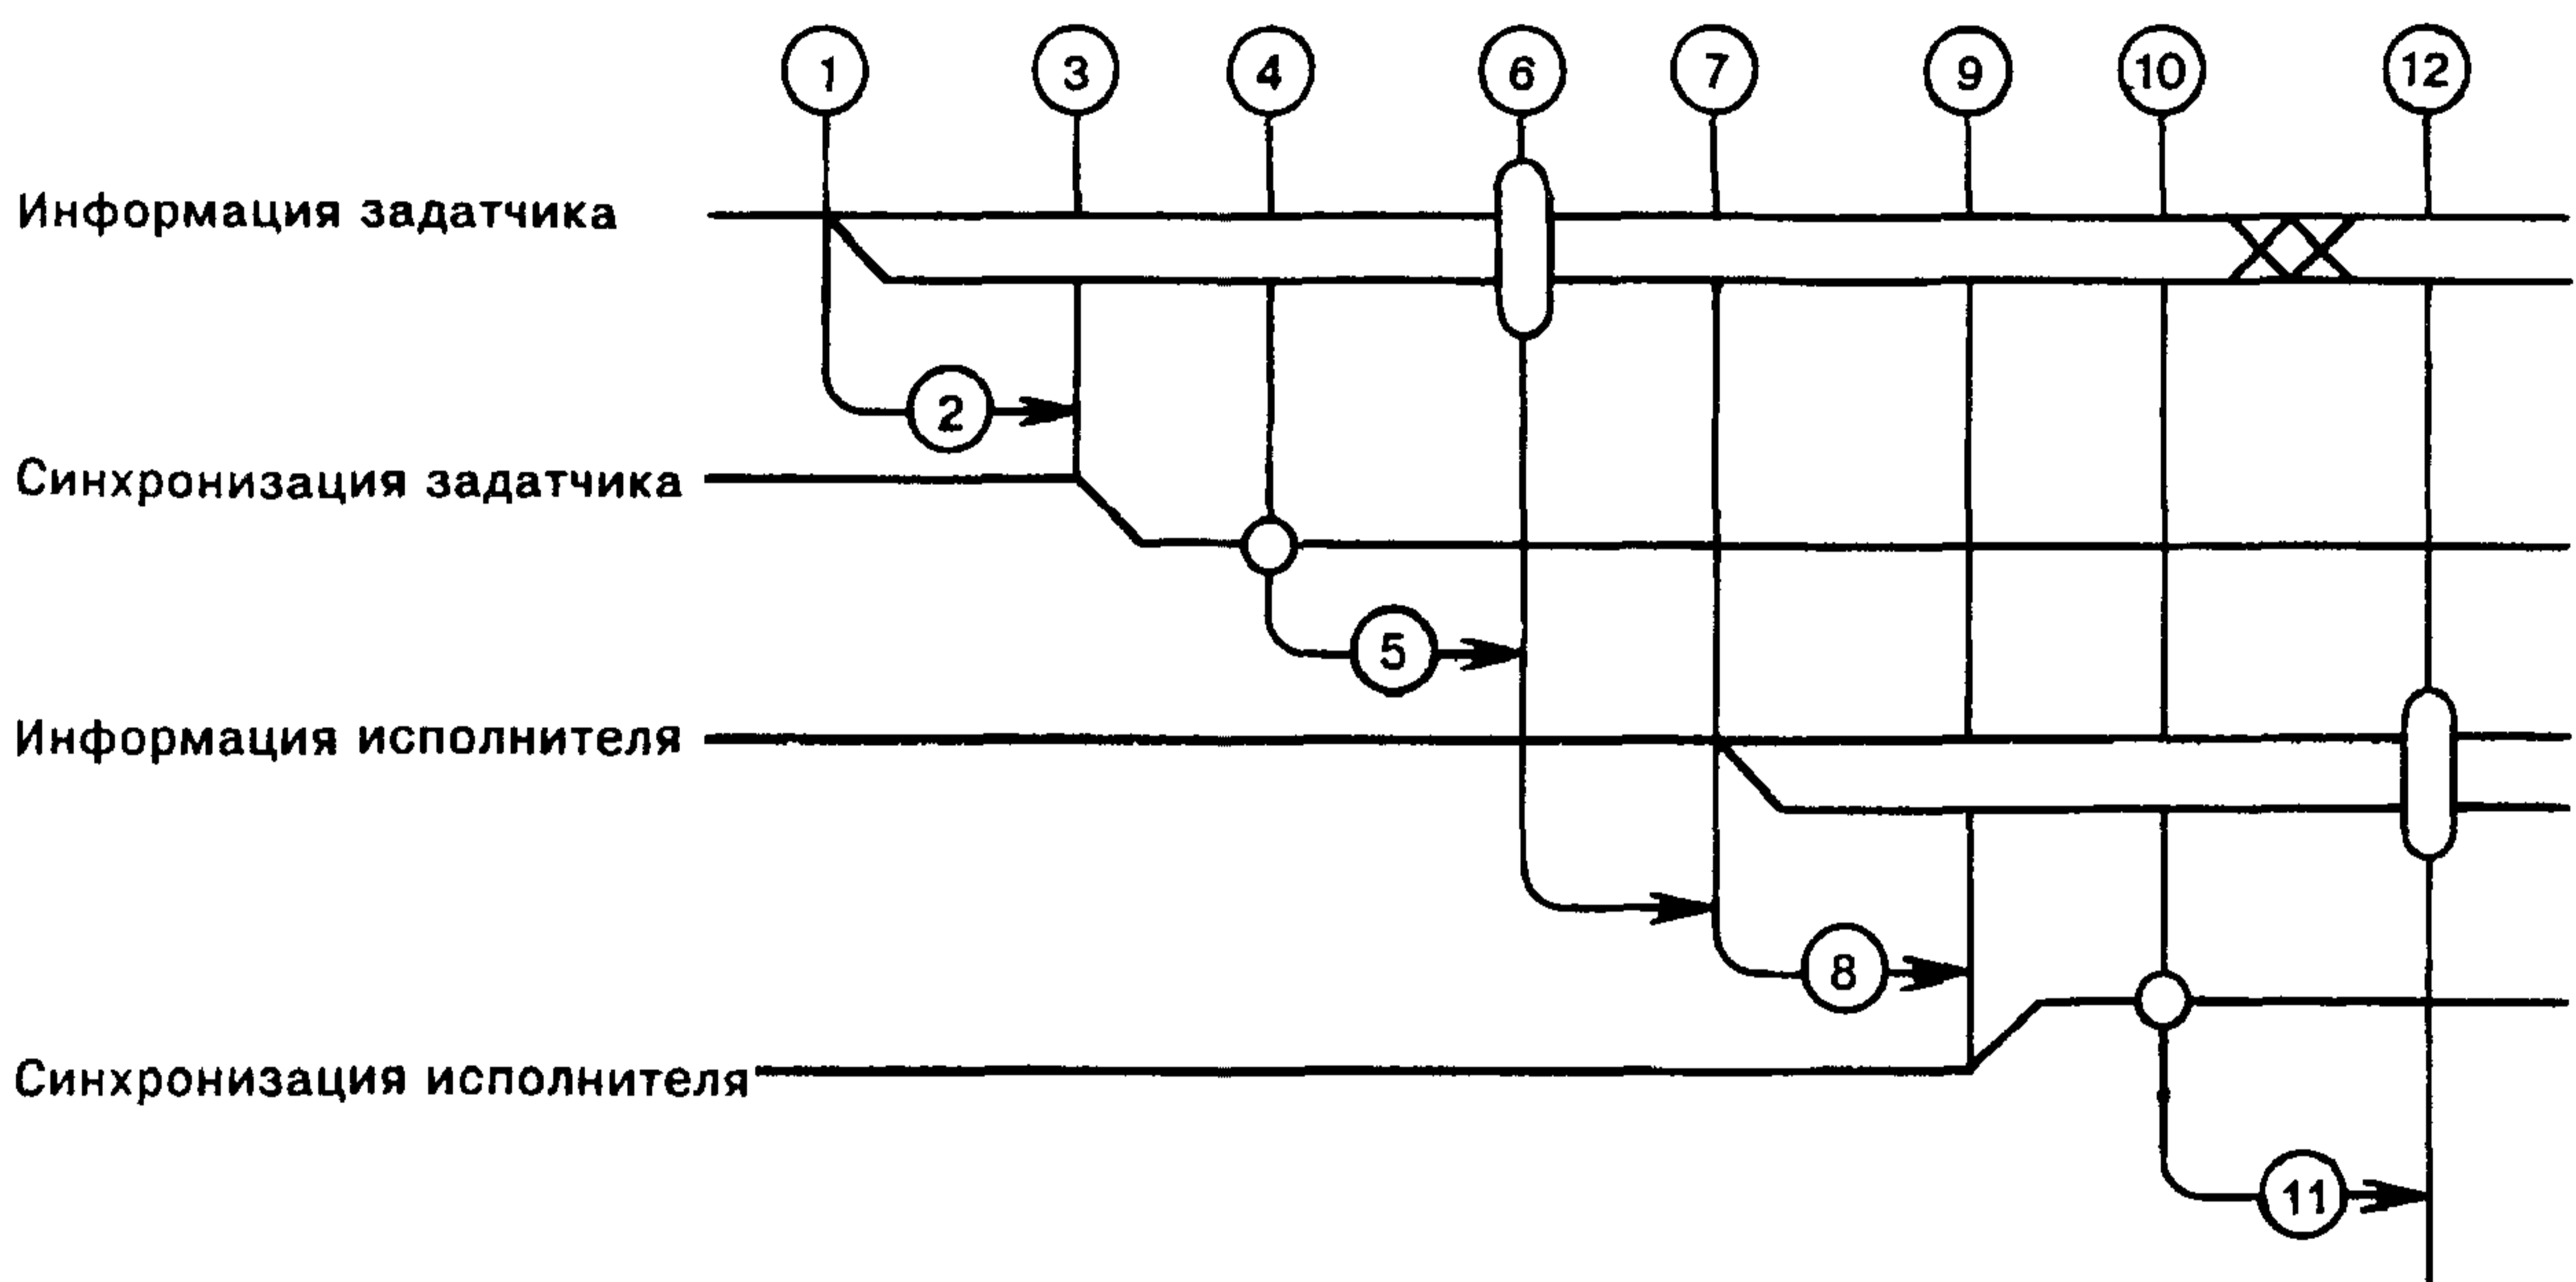 1 3 4 6 7 9 10 12
Информация задатчика
2
Синхронизация задатчика
5
Информация исполнителя
8
Синхронизация исполнителя
11